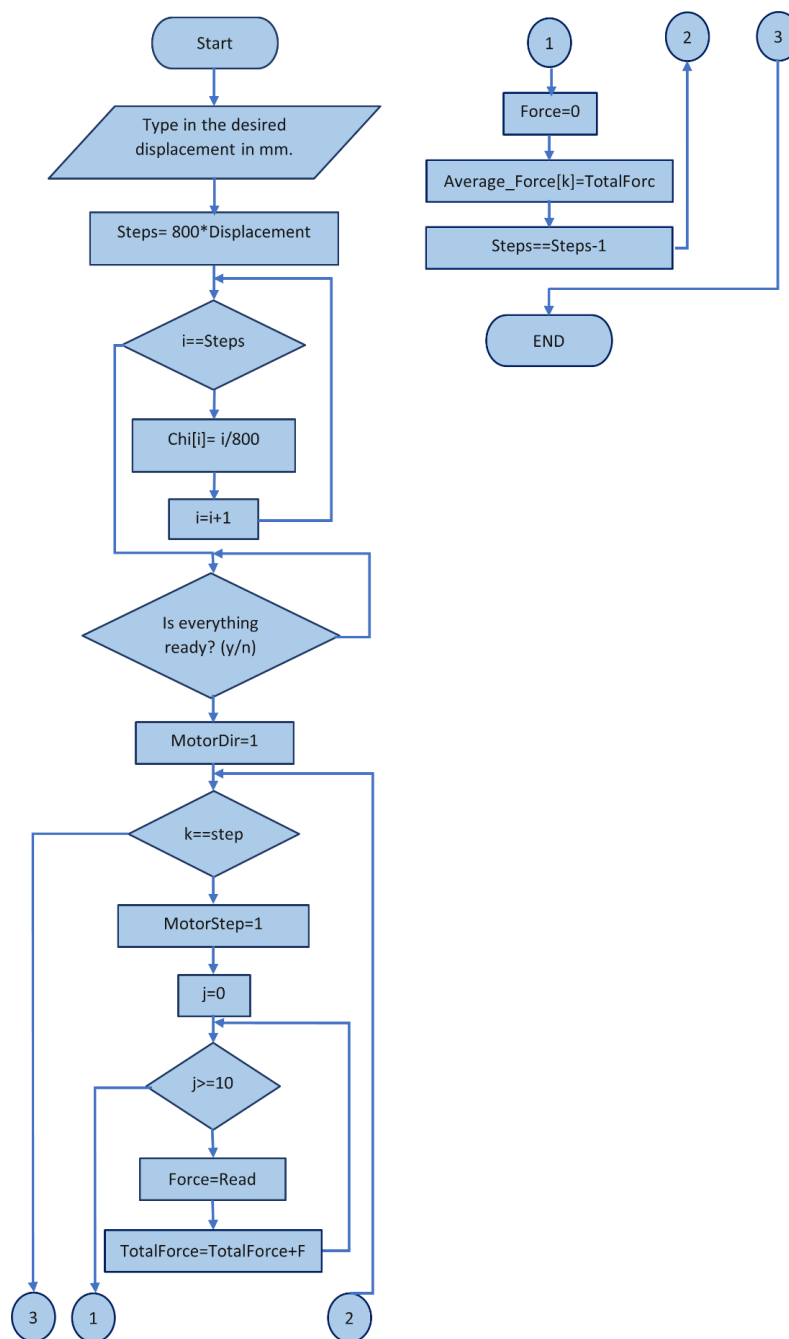 Start
Type in the desired
displacement in mm.
Steps= 800*Displacement
i==Steps
Chi[i]= i/800
i=i+1
Is everything
ready? (y/n)
MotorDir=1
k==step
MotorStep=1
j=0
j>=10
Force=Read
TotalForce=TotalForce+F
3
1
2
1
2
3
Force=0
Average_Force[k]=TotalForc
Steps==Steps-1
END